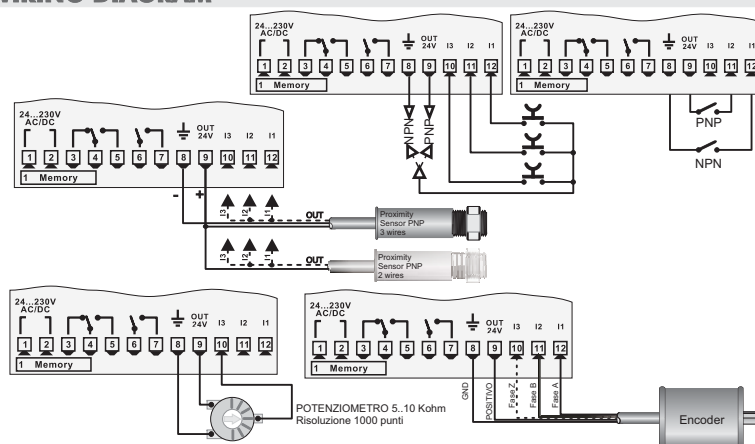 WIRING DIAGRAM
24...230V
AC/DC
OUT
24V
I3 I2 I1
1 2 3 4 5 6 7 8 9 10 11 12
1 Memory
NPN
PNP
24...230V
AC/DC
OUT
24V
I3 I2 I1
1 2 3 4 5 6 7 8 9 10 11 12
1 Memory
PNP
NPN
24...230V
AC/DC
OUT
24V
I3 I2 I1
1 2 3 4 5 6 7 8 9 10 11 12
1 Memory
- +
I3 I2 I1
OUT
Proximity
Sensor PNP
3 wires
I3 I2 I1
OUT
Proximity
Sensor PNP
2 wires
24...230V
AC/DC
OUT
24V
I3 I2 I1
1 2 3 4 5 6 7 8 9 10 11 12
1 Memory
POTENZIOMETRO 5..10 Kohm
Risoluzione 1000 punti
24...230V
AC/DC
OUT
24V
I3 I2 I1
1 2 3 4 5 6 7 8 9 10 11 12
1 Memory
GND
POSITIVO
Fase Z
Fase B
Fase A
Encoder